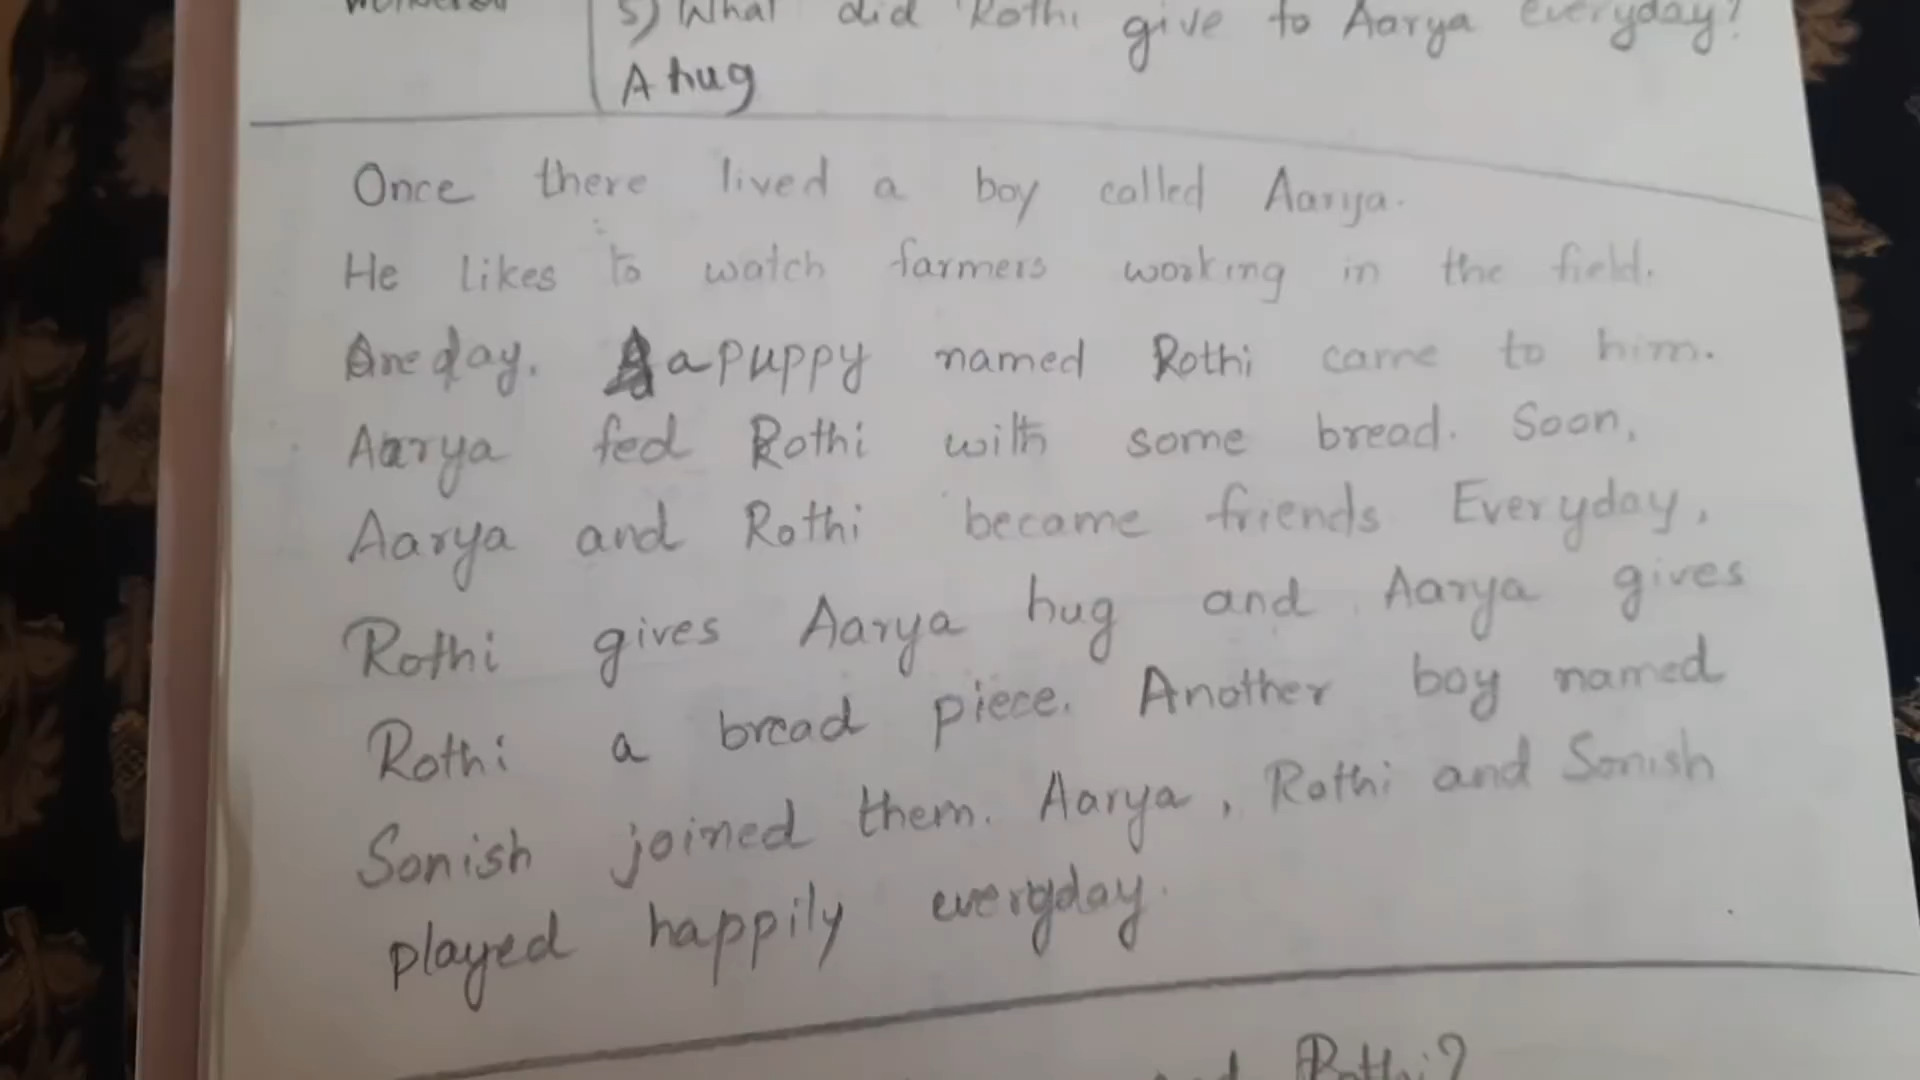 5) What did Rothi give to Aarya everyday?
A hug
Once there lived a boy called Aarya.
He likes to watch farmers working in the field.
One day. a puppy named Rothi came to him.
Aarya fed Rothi with some bread. Soon,
Aarya and Rothi became friends Everyday,
Rothi gives Aarya hug and Aarya gives
Rothi a bread piece. Another boy named
Sonish joined them. Aarya, Rothi and Sonish
played happily everyday.
Rothi?